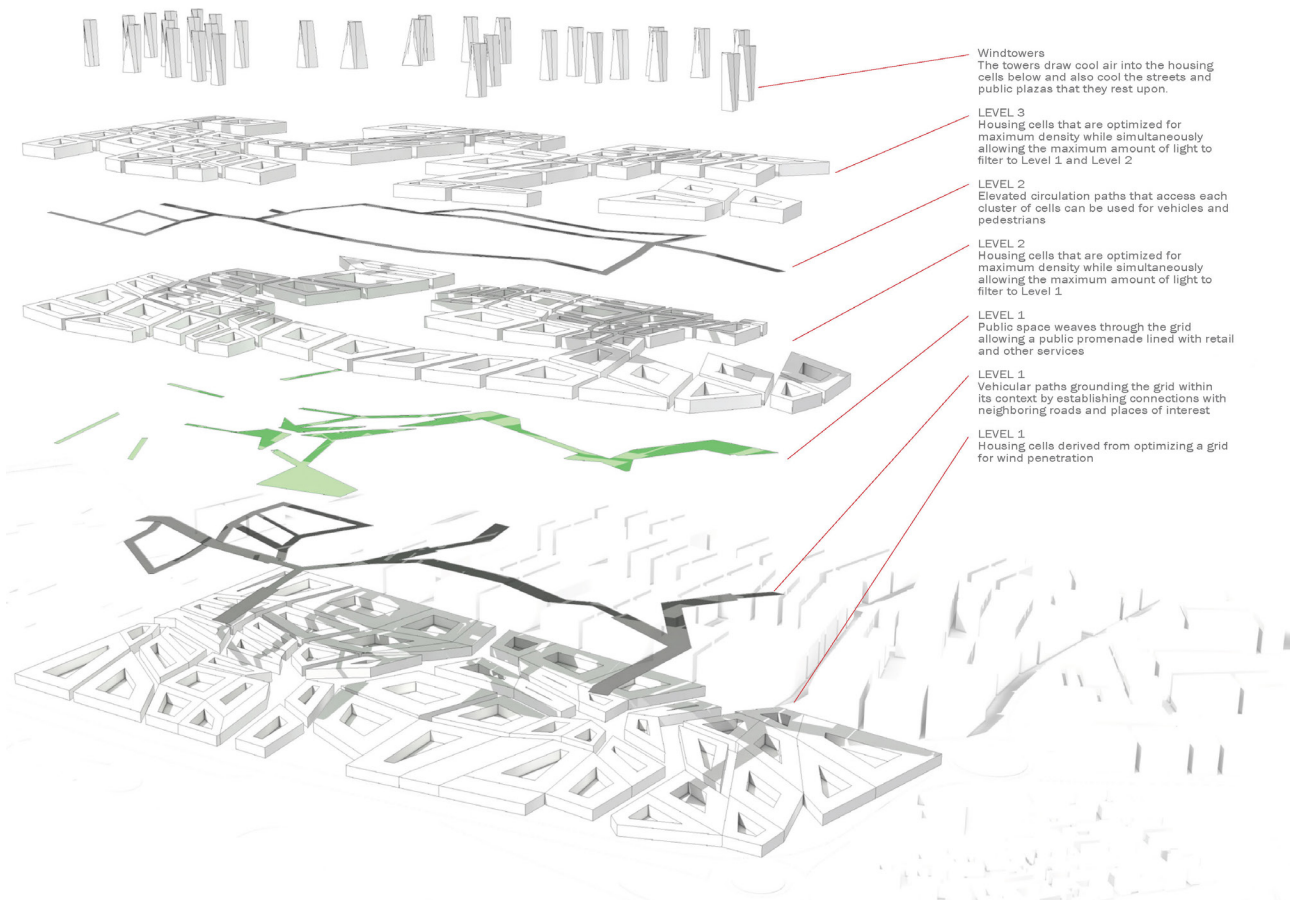 Windtowers
The towers draw cool air into the housing
cells below and also cool the streets and
public plazas that they rest upon.
LEVEL 3
Housing cells that are optimized for
maximum density while simultaneously
allowing the maximum amount of light to
filter to Level 1 and Level 2
LEVEL 2
Elevated circulation paths that access each
cluster of cells can be used for vehicles and
pedestrians
LEVEL 2
Housing cells that are optimized for
maximum density while simultaneously
allowing the maximum amount of light to
filter to Level 1
LEVEL 1
Public space weaves through the grid
allowing a public promenade lined with retail
and other services
LEVEL 1
Vehicular paths grounding the grid within
its context by establishing connections with
neighboring roads and places of interest
LEVEL 1
Housing cells derived from optimizing a grid
for wind penetration